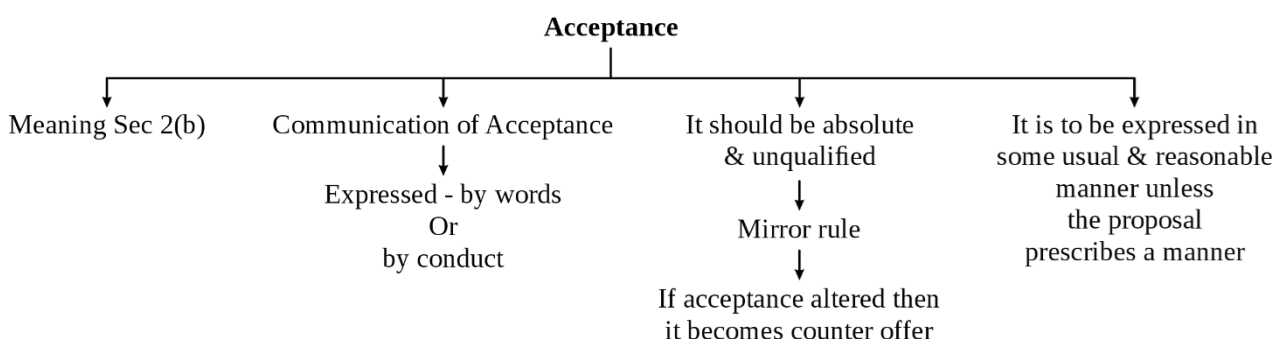 Acceptance
Meaning Sec 2(b)
Communication of Acceptance
Expressed - by words
Or
by conduct
It should be absolute
& unqualified
Mirror rule
If acceptance altered then
it becomes counter offer
It is to be expressed in
some usual & reasonable
manner unless
the proposal
prescribes a manner